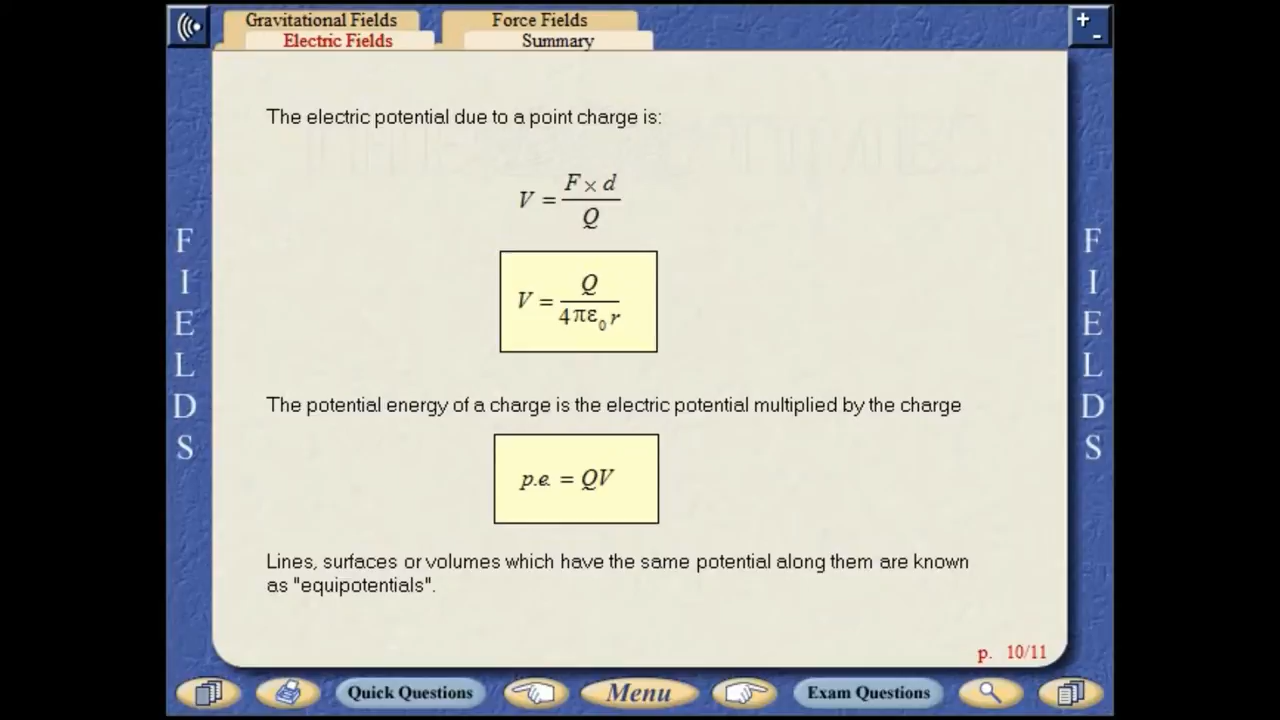 Gravitational Fields
Force Fields
Electric Fields
Summary
+
-
The electric potential due to a point charge is:
V = F × d / Q
V = Q / 4πε₀r
The potential energy of a charge is the electric potential multiplied by the charge
p.e. = QV
Lines, surfaces or volumes which have the same potential along them are known
as "equipotentials".
p. 10/11
FIELDS
FIELDS
Quick Questions
Menu
Exam Questions